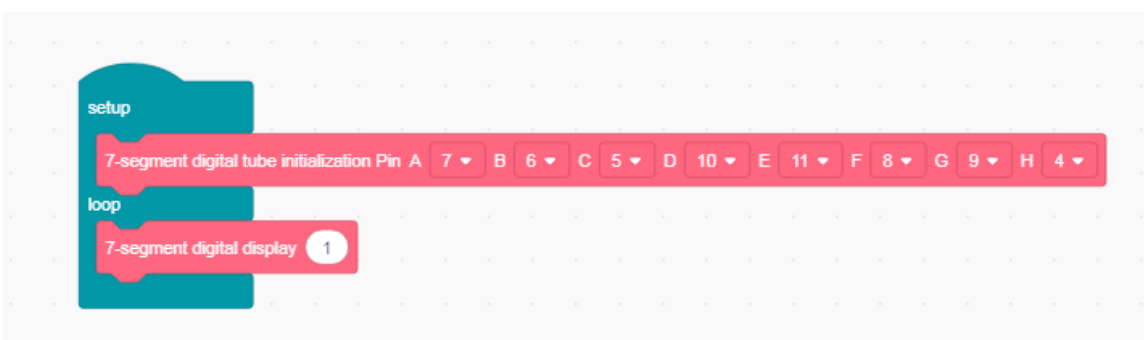 setup
7-segment digital tube initialization Pin A 7 B 6 C 5 D 10 E 11 F 8 G 9 H 4
loop
7-segment digital display 1